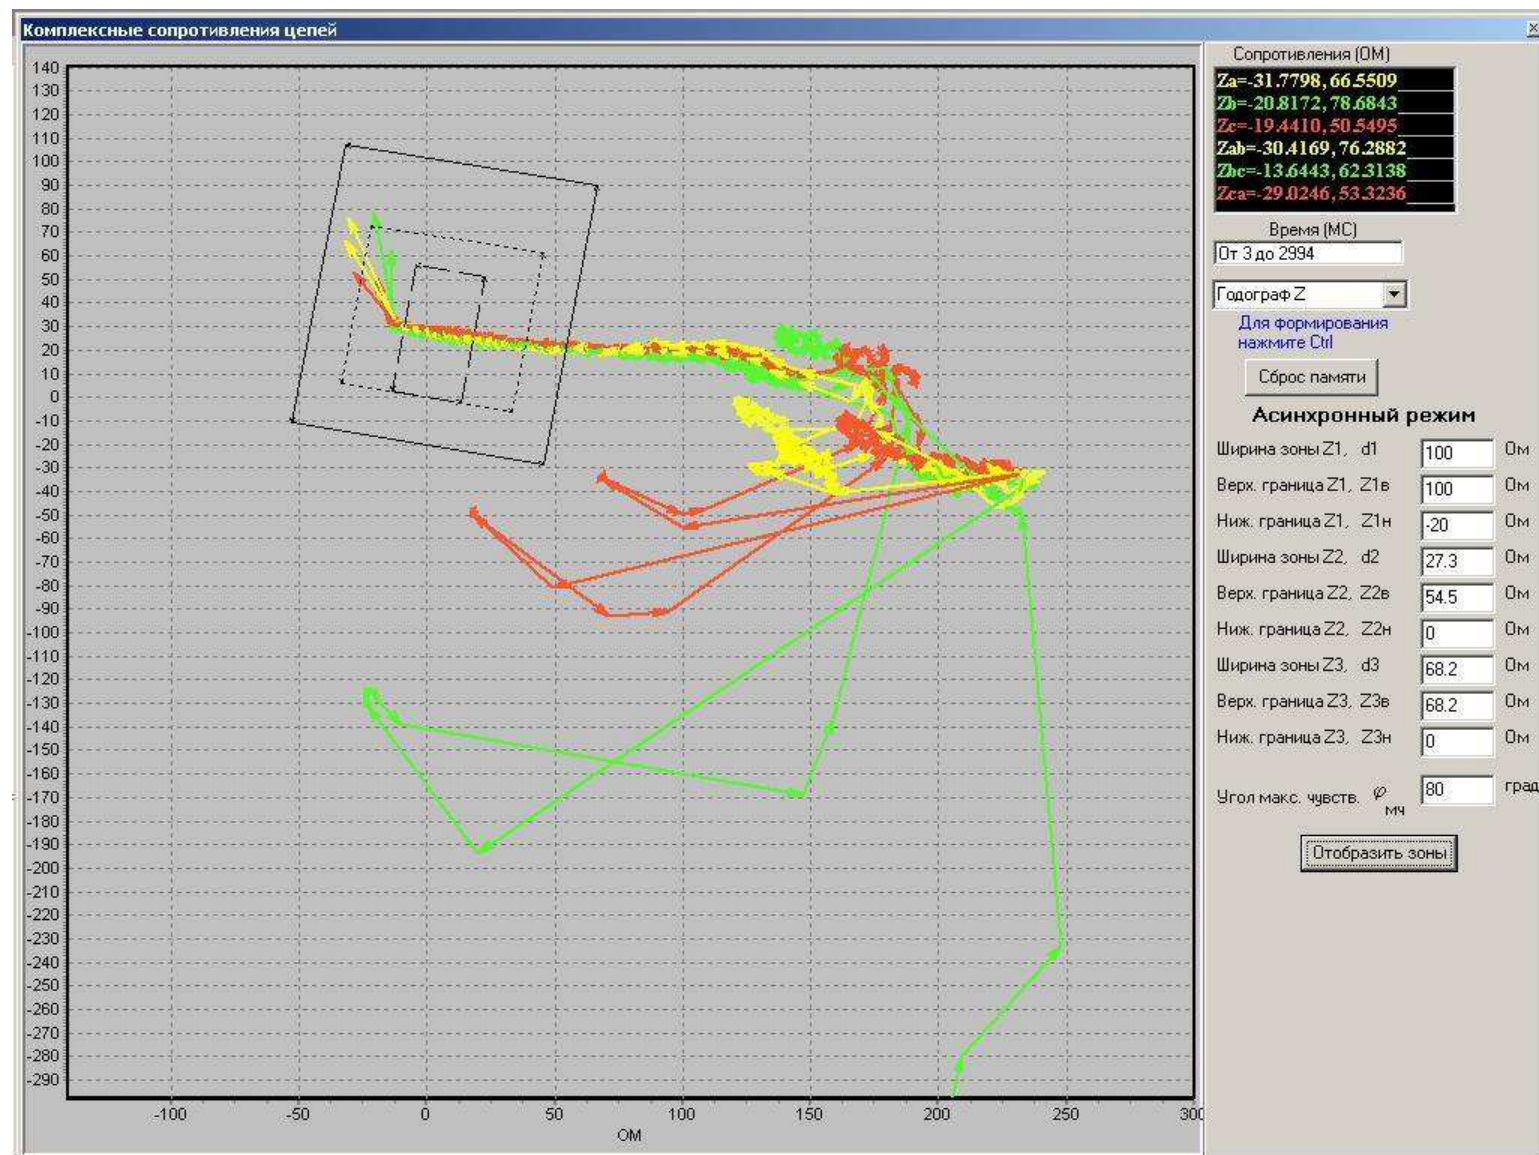 Комплексные сопротивления цепей
140
130
120
110
100
90
80
70
60
50
40
30
20
10
0
-10
-20
-30
-40
-50
-60
-70
-80
-90
-100
-110
-120
-130
-140
-150
-160
-170
-180
-190
-200
-210
-220
-230
-240
-250
-260
-270
-280
-290
-100 -50 0 50 100 150 200 250 300
ОМ
Сопротивления (ОМ)
Za=-31.7798, 66.5509
Zb=-20.8172, 78.6843
Zc=-19.4410, 50.5495
Zab=-30.4169, 76.2882
Zbc=-13.6443, 62.3138
Zca=-29.0246, 53.3236
Время (МС)
От 3 до 2994
Годограф Z
Для формирования
нажмите Ctrl
Сброс памяти
Асинхронный режим
Ширина зоны Z1, d1 100 Ом
Верх. граница Z1, Z1в 100 Ом
Ниж. граница Z1, Z1н -20 Ом
Ширина зоны Z2, d2 27.3 Ом
Верх. граница Z2, Z2в 54.5 Ом
Ниж. граница Z2, Z2н 0 Ом
Ширина зоны Z3, d3 68.2 Ом
Верх. граница Z3, Z3в 68.2 Ом
Ниж. граница Z3, Z3н 0 Ом
Угол макс. чувств. φ мч 80 град
Отобразить зоны